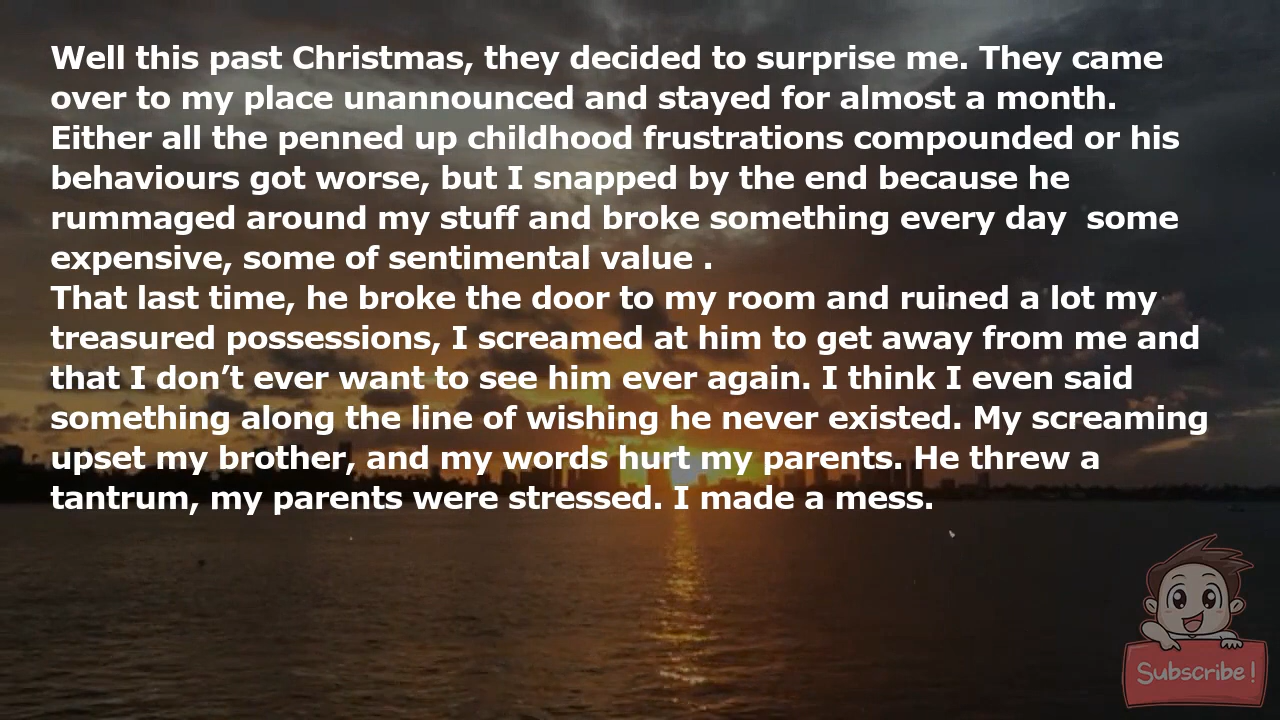 Well this past Christmas, they decided to surprise me. They came
over to my place unannounced and stayed for almost a month.
Either all the penned up childhood frustrations compounded or his
behaviours got worse, but I snapped by the end because he
rummaged around my stuff and broke something every day  some
expensive, some of sentimental value .
That last time, he broke the door to my room and ruined a lot my
treasured possessions, I screamed at him to get away from me and
that I don’t ever want to see him ever again. I think I even said
something along the line of wishing he never existed. My screaming
upset my brother, and my words hurt my parents. He threw a
tantrum, my parents were stressed. I made a mess.
Subscribe!